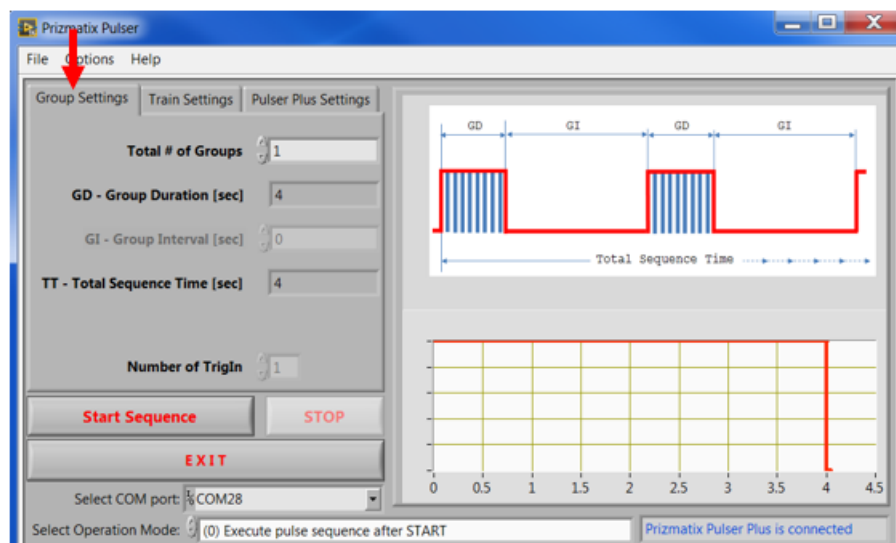 Prizmatix Pulser
File Options Help
Group Settings Train Settings Pulser Plus Settings
Total # of Groups 1
GD - Group Duration [sec] 4
GI - Group Interval [sec] 0
TT - Total Sequence Time [sec] 4
Number of TrigIn 1
Start Sequence STOP
EXIT
Select COM port: COM28
Select Operation Mode: (0) Execute pulse sequence after START
GD GI GD GI
Total Sequence Time
0 0.5 1 1.5 2 2.5 3 3.5 4 4.5
Prizmatix Pulser Plus is connected